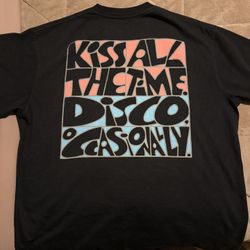 KiSS ALL
THE TiME.
DiSCO.
OCCASiONALLY.